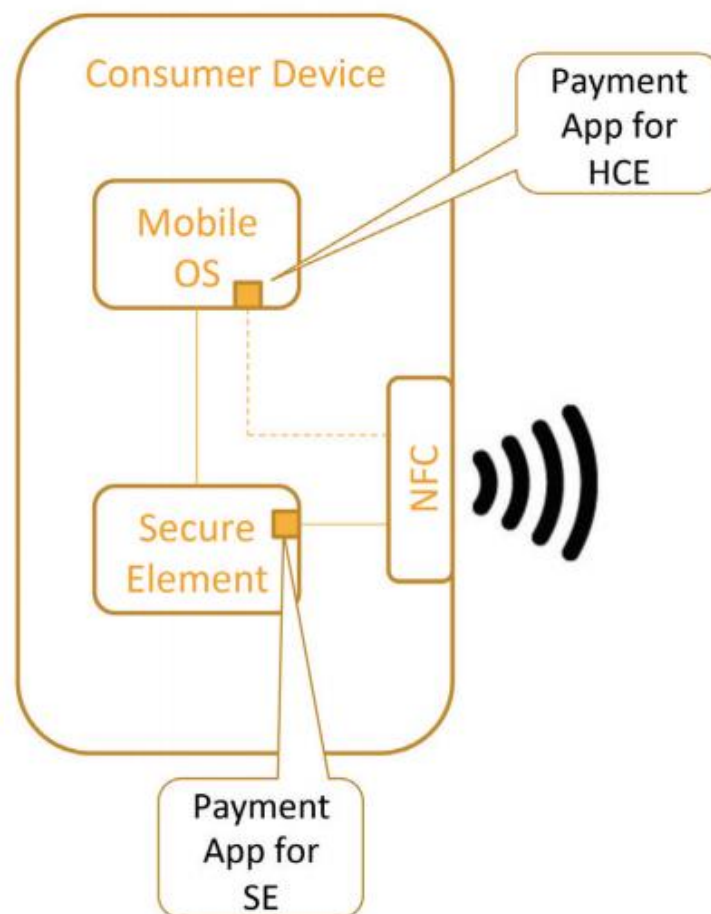 Consumer Device
Payment
App for
HCE
Mobile
OS
NFC
Secure
Element
Payment
App for
SE